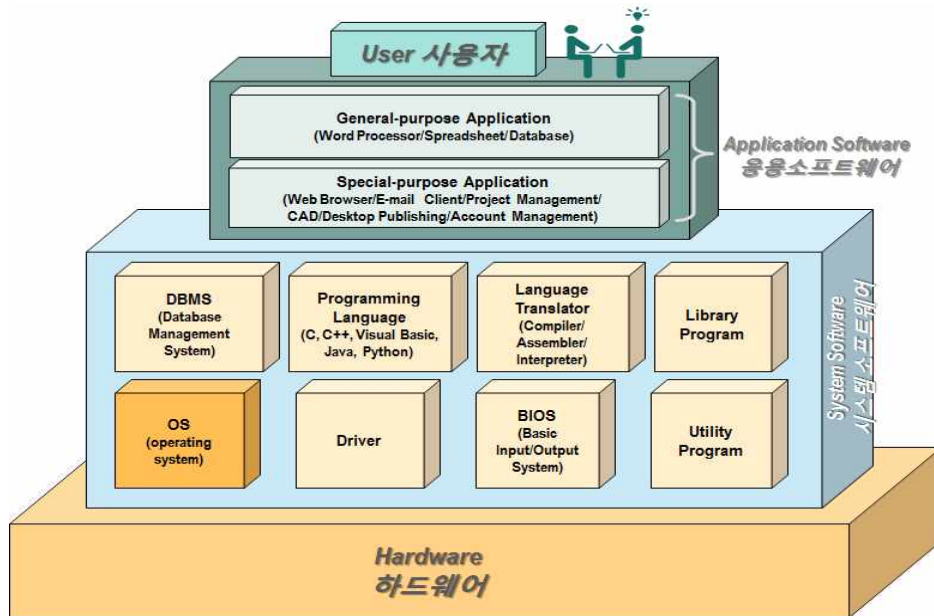 User 사용자
General-purpose Application
(Word Processor/Spreadsheet/Database)
Special-purpose Application
(Web Browser/E-mail Client/Project Management/
CAD/Desktop Publishing/Account Management)
Application Software
응용소프트웨어
DBMS
(Database
Management
System)
Programming
Language
(C, C++, Visual Basic,
Java, Python)
Language
Translator
(Compiler/
Assembler/
Interpreter)
Library
Program
OS
(operating
system)
Driver
BIOS
(Basic
Input/Output
System)
Utility
Program
System Software
시스템소프트웨어
Hardware
하드웨어